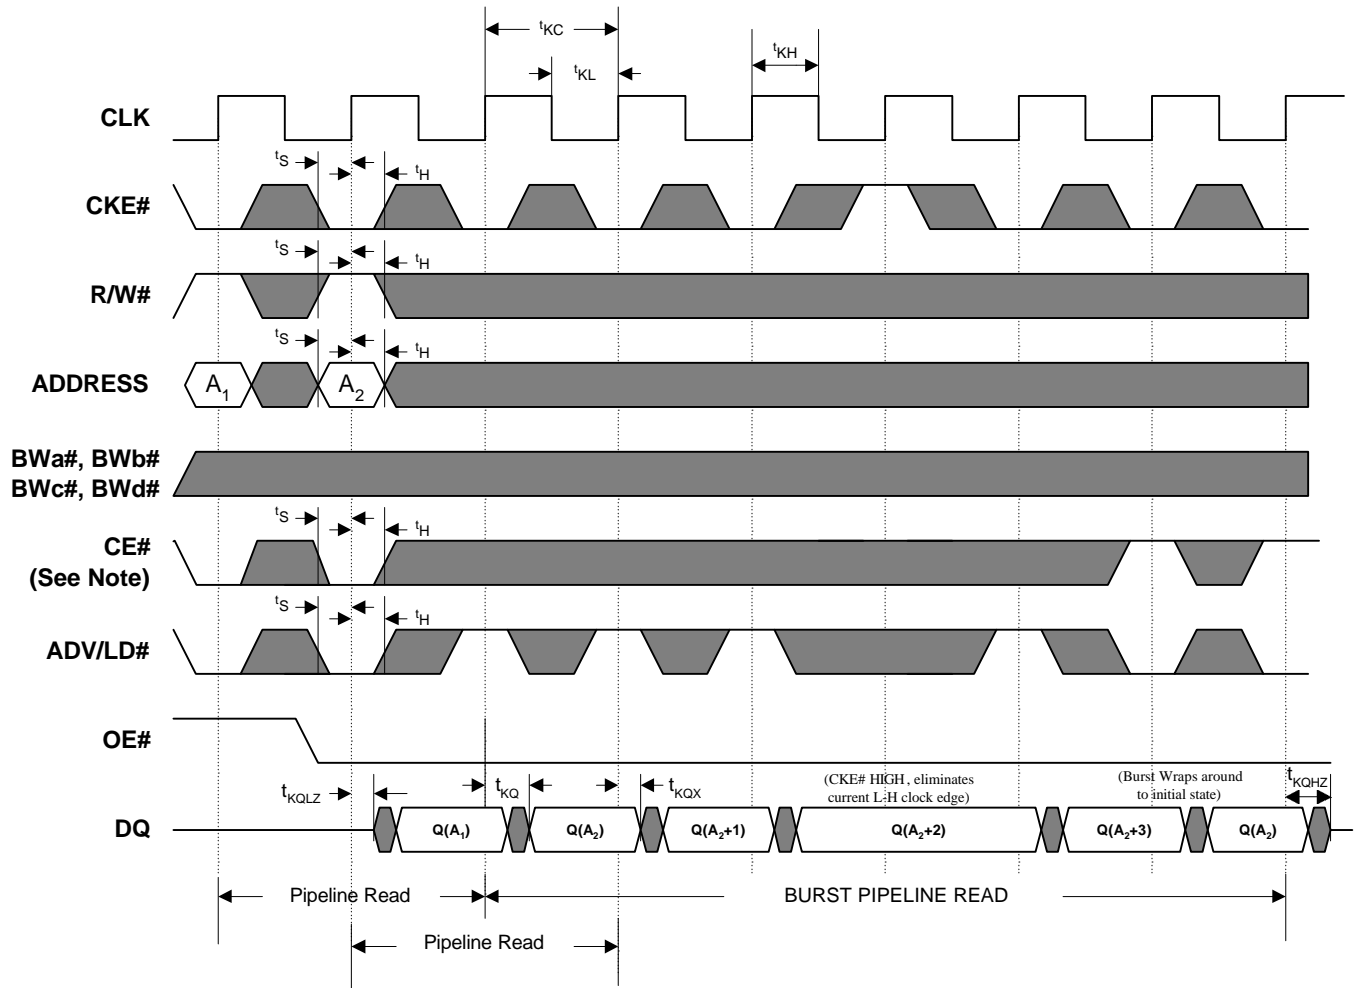 tKC
tKL
tKH
CLK
tS
tH
CKE#
tS
tH
R/W#
tS
tH
ADDRESS
A1
A2
BWa#, BWb#
BWc#, BWd#
tS
tH
CE#
(See Note)
tS
tH
ADV/LD#
OE#
tKQLZ
tKQ
tKQX
(CKE# HIGH, eliminates
current L-H clock edge)
(Burst Wraps around
to initial state)
tKQHZ
DQ
Q(A1)
Q(A2)
Q(A2+1)
Q(A2+2)
Q(A2+3)
Q(A2)
Pipeline Read
BURST PIPELINE READ
Pipeline Read